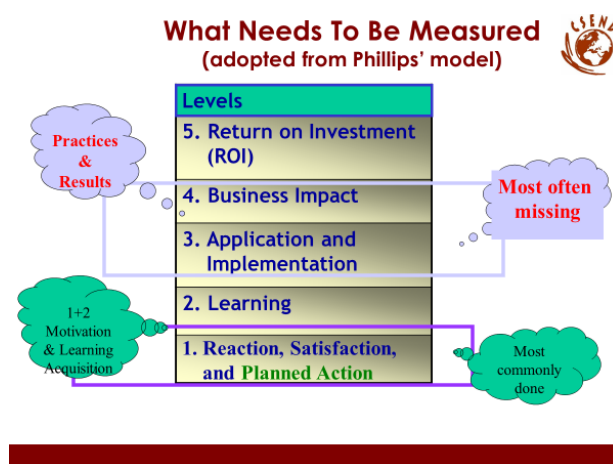 What Needs To Be Measured
(adopted from Phillips' model)
CSEND
Levels
5. Return on Investment
(ROI)
Practices
&
Results
4. Business Impact
Most often
missing
3. Application and
Implementation
2. Learning
1+2
Motivation
& Learning
Acquisition
1. Reaction, Satisfaction,
and Planned Action
Most
commonly
done